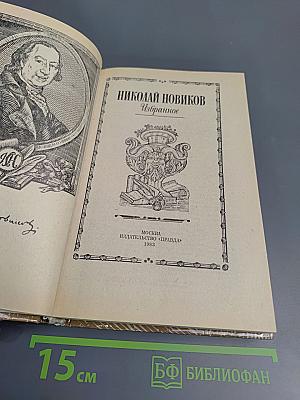 НИКОЛАЙ НОВИКОВ
Избранное
МОСКВА
ИЗДАТЕЛЬСТВО «ПРАВДА»
1983
15 см
БФ БИБЛИОФАН